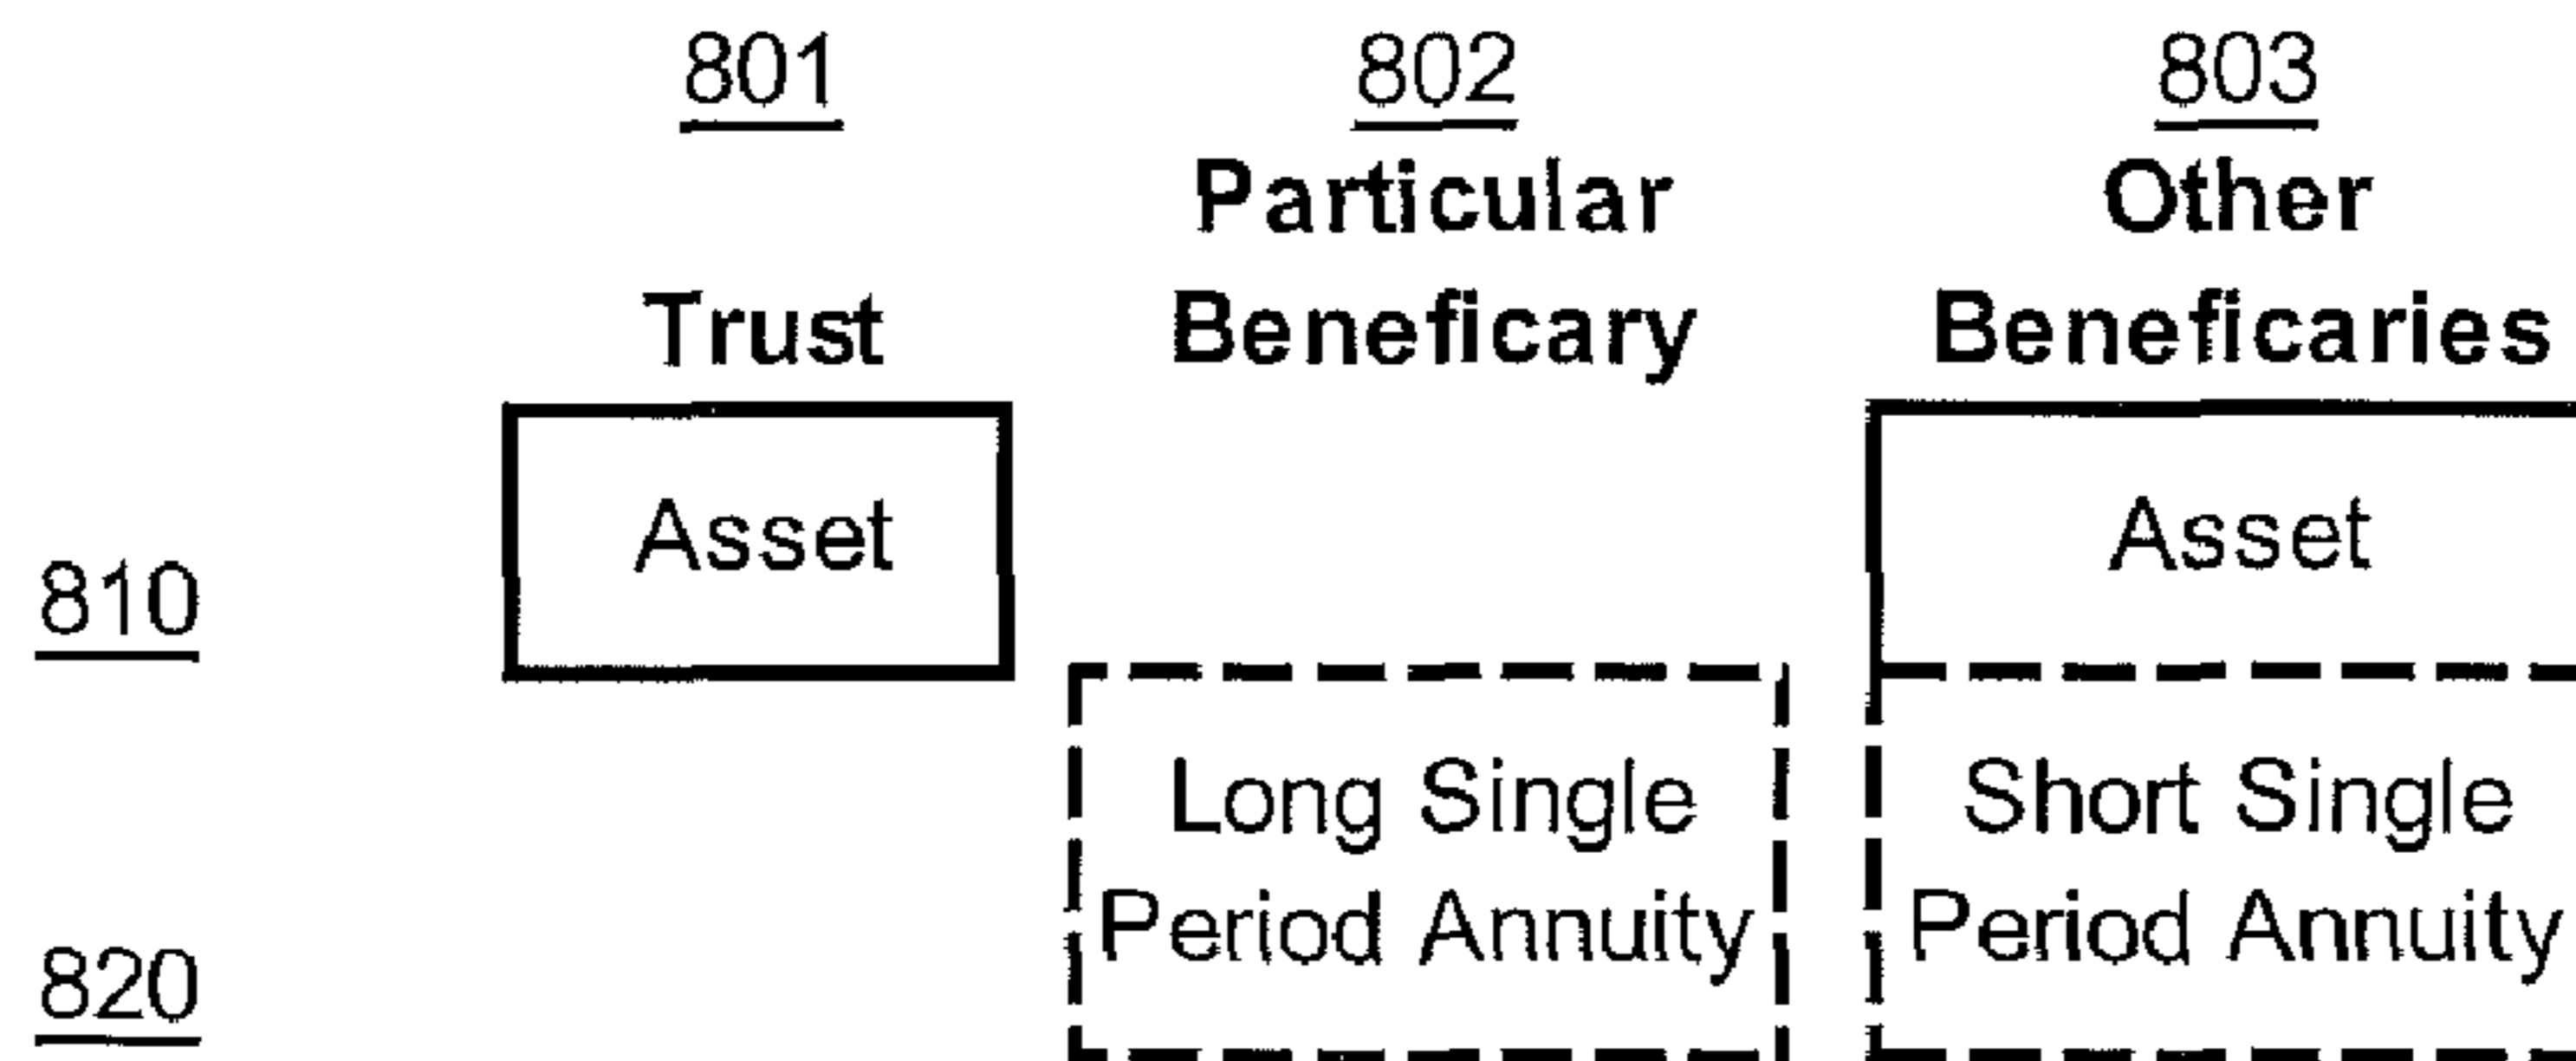 801 802 803
Particular Other
Trust Beneficary Beneficaries
Asset Asset
810
Long Single Short Single
Period Annuity Period Annuity
820